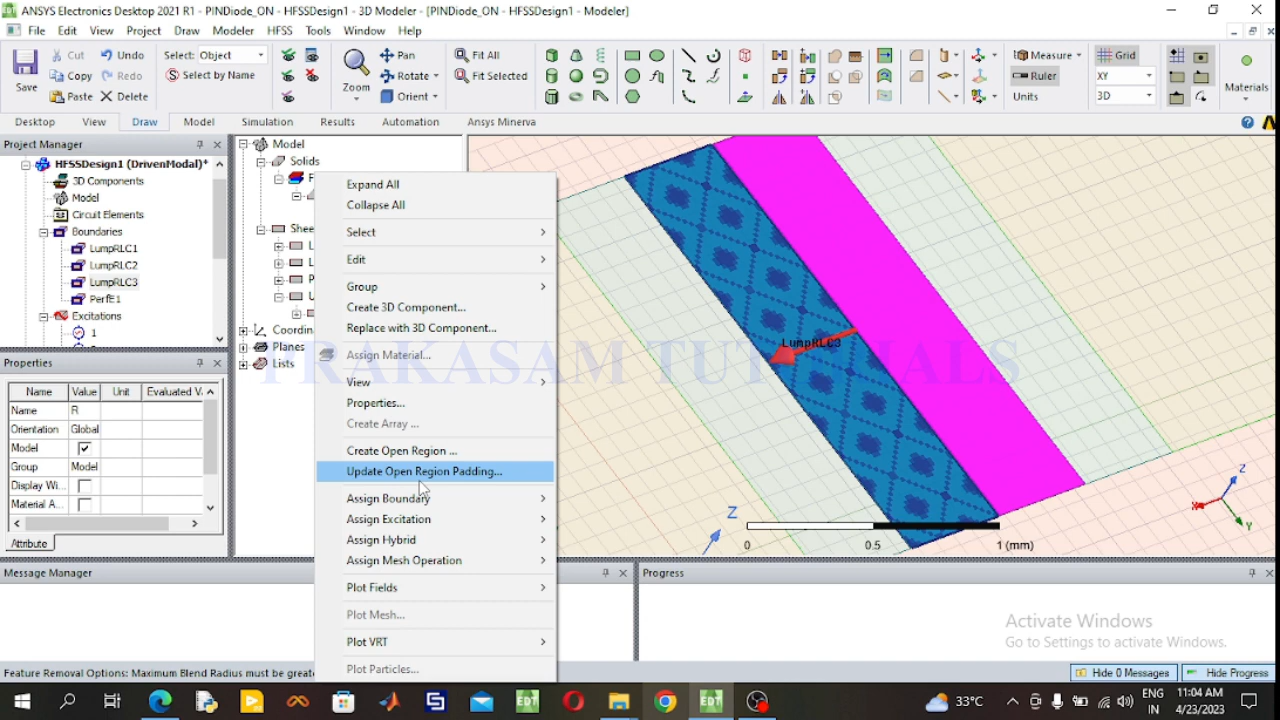 ANSYS Electronics Desktop 2021 R1 - PINDiode_ON - HFSSDesign1 - 3D Modeler - [PINDiode_ON - HFSSDesign1 - Modeler]
File Edit View Project Draw Modeler HFSS Tools Window Help
Save
Cut Undo
Copy Redo
Paste Delete
Select: Object
Select by Name
Zoom
Pan
Rotate
Orient
Fit All
Fit Selected
Measure
Ruler
Units
Grid
XY
3D
Materials
Desktop View Draw Model Simulation Results Automation Ansys Minerva
Project Manager
HFSSDesign1 (DrivenModal)*
3D Components
Model
Circuit Elements
Boundaries
LumpRLC1
LumpRLC2
LumpRLC3
PerfE1
Excitations
1
Properties
Name Value Unit Evaluated V.
Name R
Orientation Global
Model
Group Model
Display Wi...
Material A...
Attribute
Model
Solids
F
Shee
L
L
P
L
Coordin
Planes
Lists
Expand All
Collapse All
Select
Edit
Group
Create 3D Component...
Replace with 3D Component...
Assign Material...
View
Properties...
Create Array ...
Create Open Region ...
Update Open Region Padding...
Assign Boundary
Assign Excitation
Assign Hybrid
Assign Mesh Operation
Plot Fields
Plot Mesh...
Plot VRT
Plot Particles...
LumpRLC3
PRAKASAM TUTORIALS
Z
X
Y
Z
0 0.5 1 (mm)
Message Manager
Progress
Activate Windows
Go to Settings to activate Windows.
Feature Removal Options: Maximum Blend Radius must be greate
Hide 0 Messages
Hide Progress
33°C
ENG
IN
11:04 AM
4/23/2023